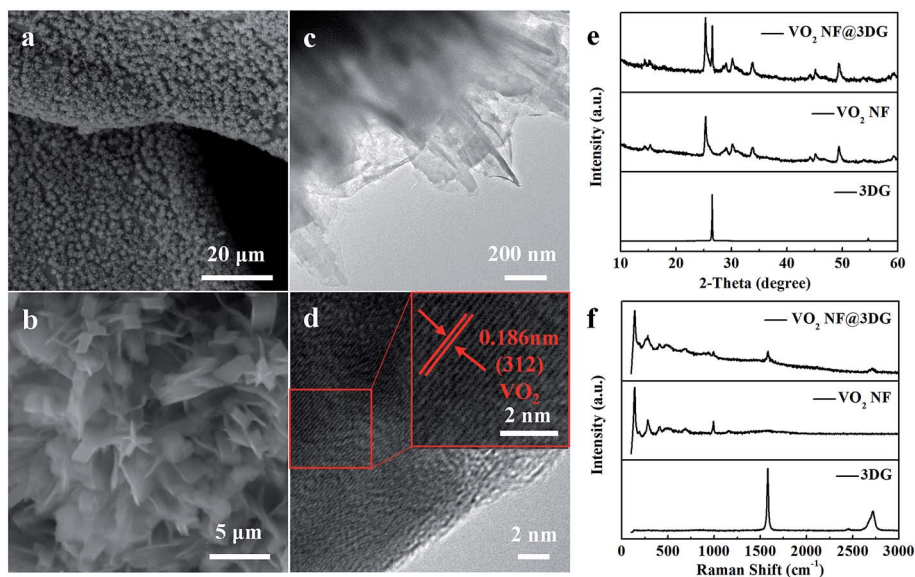 a
20 μm
b
5 μm
c
200 nm
d
0.186nm
(312)
VO₂
2 nm
2 nm
e
VO₂ NF@3DG
VO₂ NF
3DG
Intensity (a.u.)
10 20 30 40 50 60
2-Theta (degree)
f
VO₂ NF@3DG
VO₂ NF
3DG
Intensity (a.u.)
0 500 1000 1500 2000 2500 3000
Raman Shift (cm⁻¹)